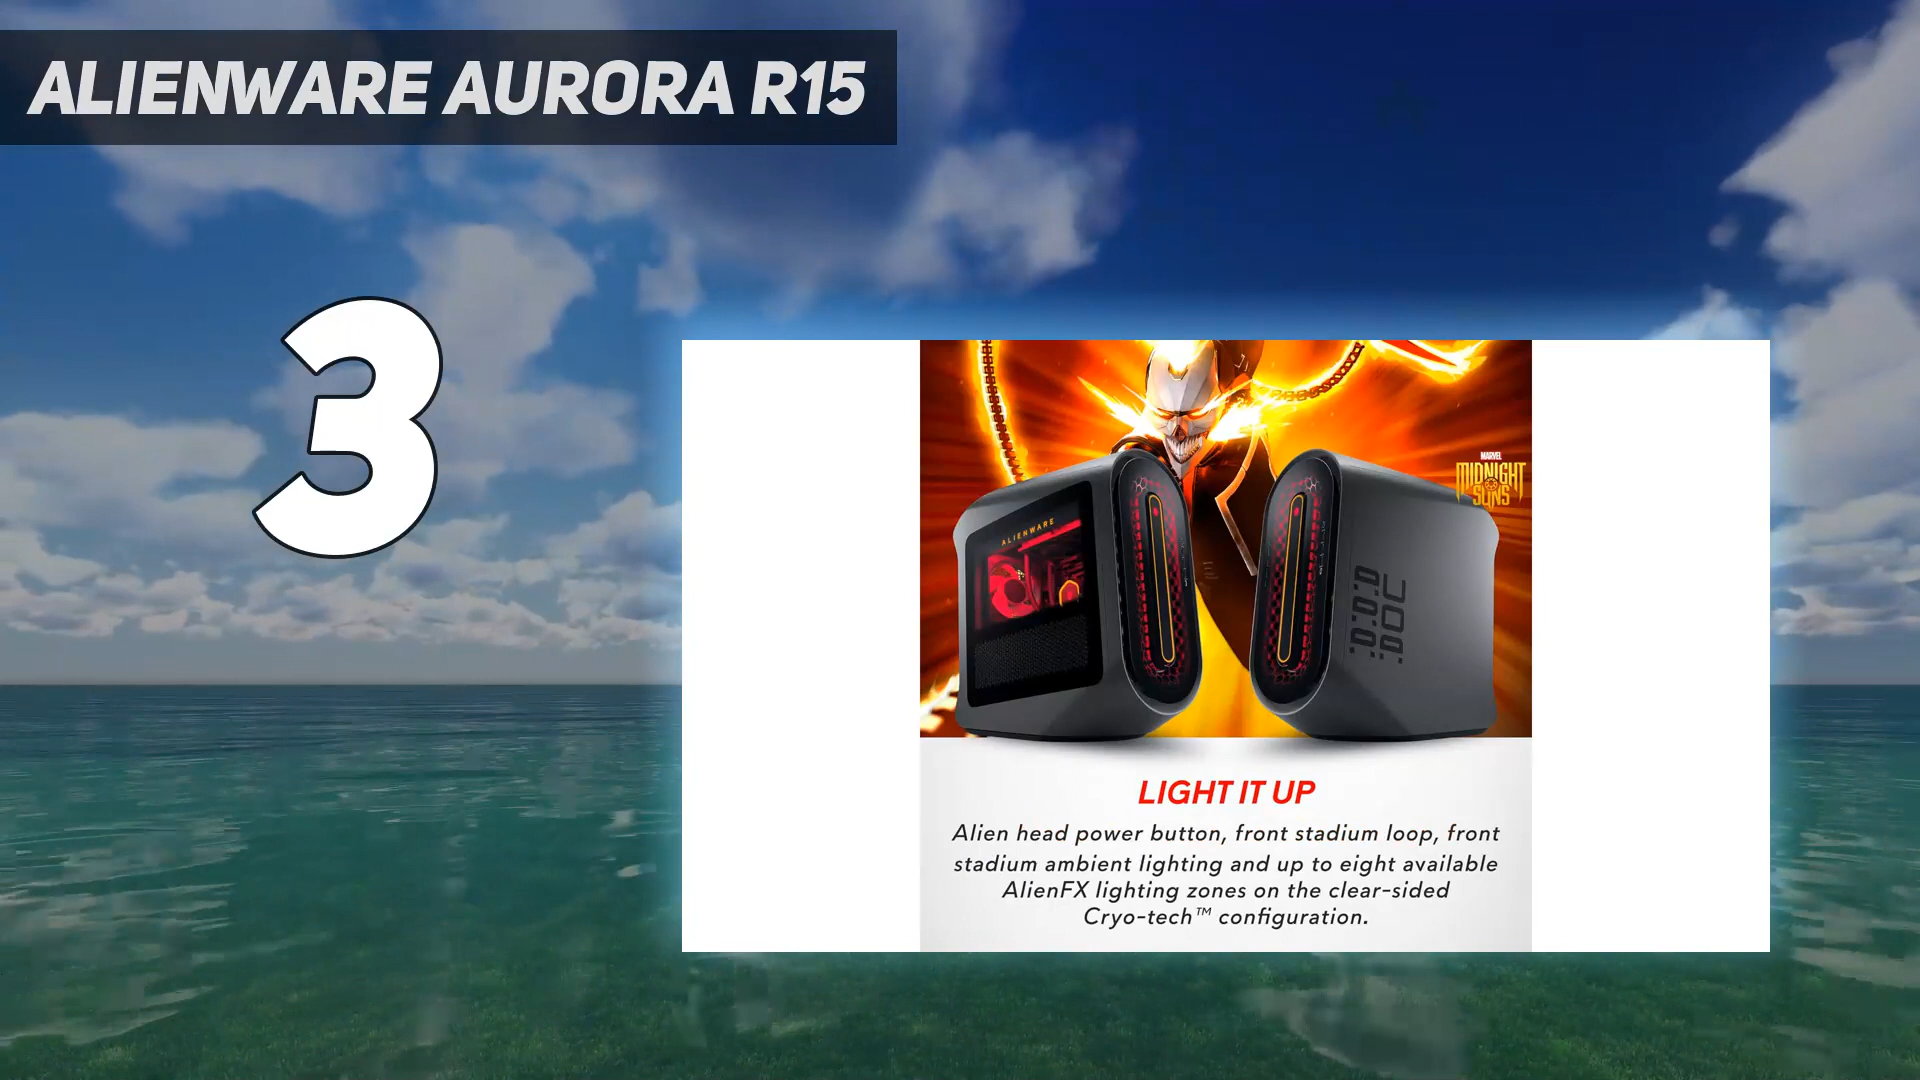 ALIENWARE AURORA R15
3
MARVEL
MIDNIGHT
SUNS
ALIENWARE
LIGHT IT UP
Alien head power button, front stadium loop, front
stadium ambient lighting and up to eight available
AlienFX lighting zones on the clear-sided
Cryo-tech™ configuration.